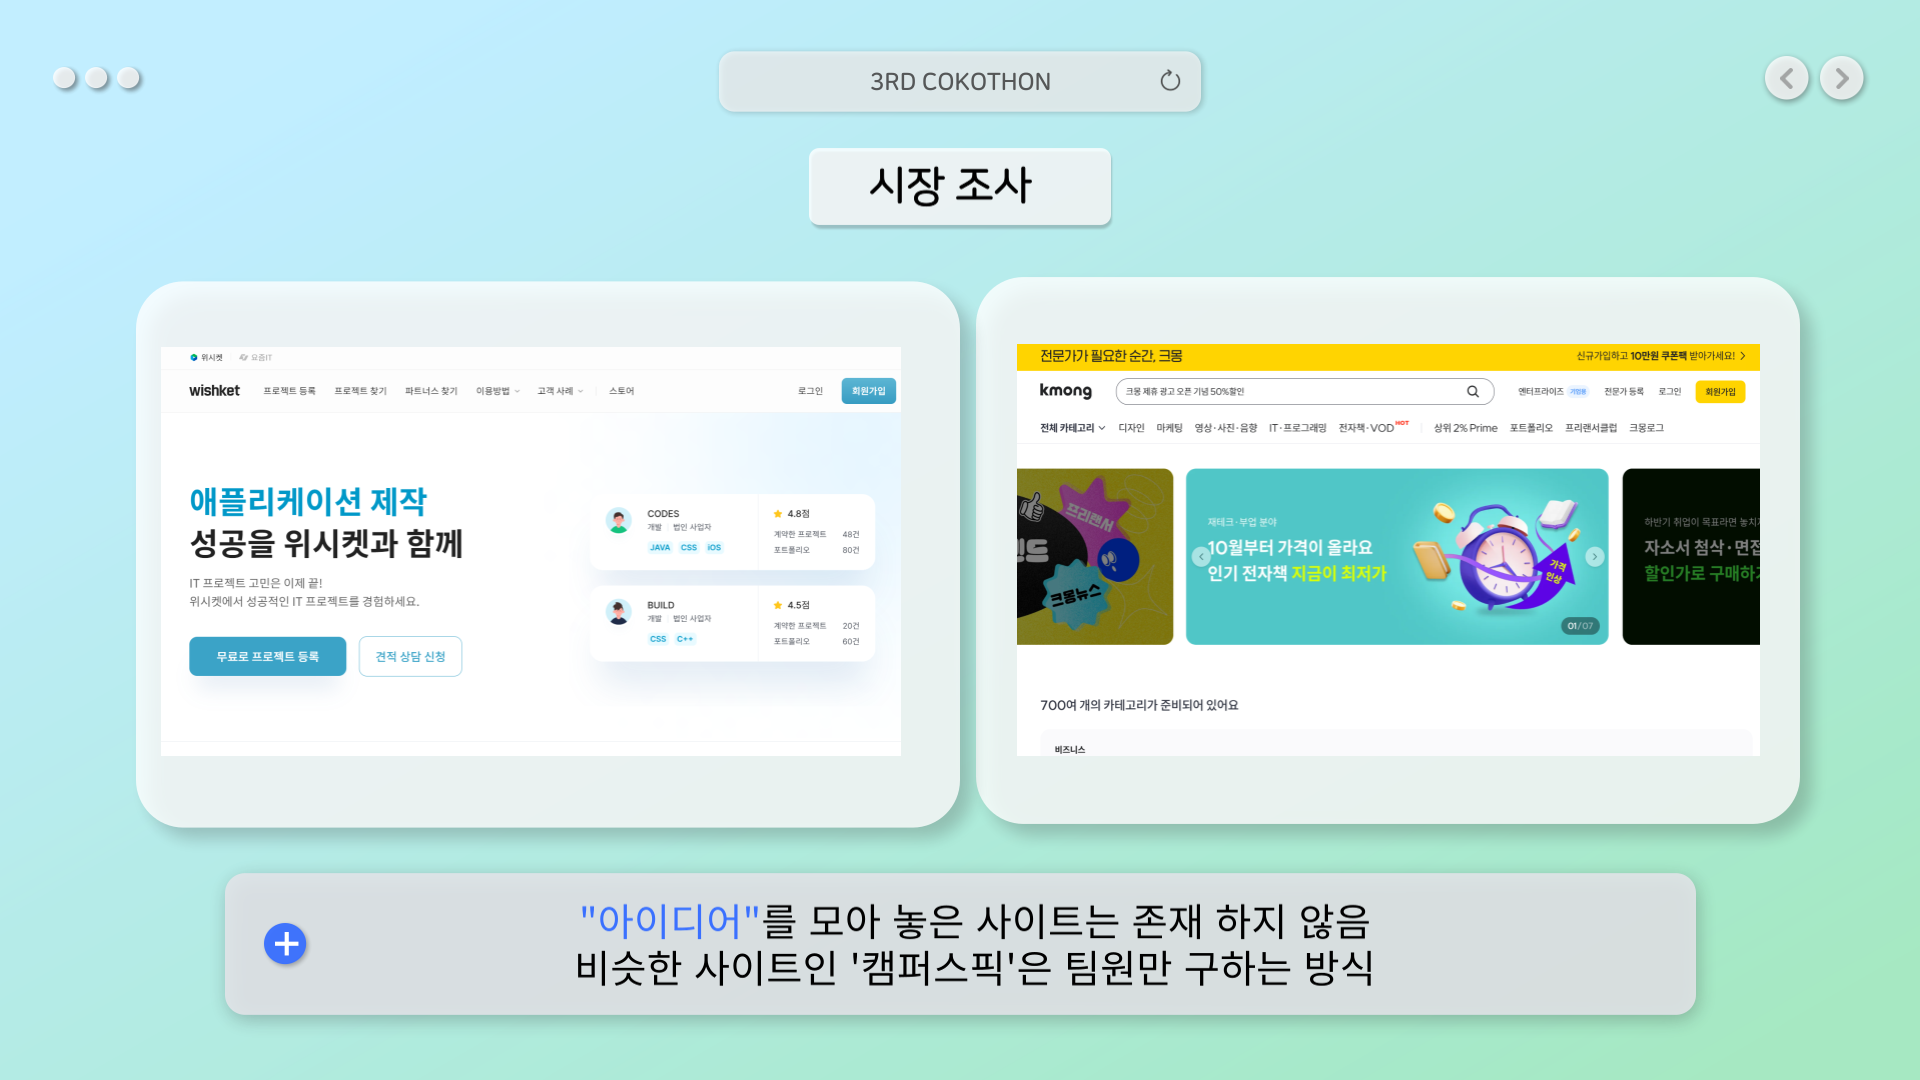 3RD COKOTHON
시장 조사
위시켓
요즘IT
wishket 프로젝트 등록 프로젝트 찾기 파트너스 찾기 이용방법 고객 사례 스토어 로그인 회원가입
애플리케이션 제작
성공을 위시켓과 함께
IT 프로젝트 고민은 이제 끝!
위시켓에서 성공적인 IT 프로젝트를 경험하세요.
무료로 프로젝트 등록 견적 상담 신청
CODES
개발 법인 사업자
JAVA CSS iOS
4.8점
계약한 프로젝트 48건
포트폴리오 80건
BUILD
개발 법인 사업자
CSS C++
4.5점
계약한 프로젝트 20건
포트폴리오 60건
전문가가 필요한 순간, 크몽
신규가입하고 10만원 쿠폰팩 받아가세요!
kmong 크몽 제휴 광고 오픈 기념 50%할인 엔터프라이즈 기업용 전문가 등록 로그인 회원가입
전체 카테고리 디자인 마케팅 영상·사진·음향 IT·프로그래밍 전자책·VOD HOT 상위 2% Prime 포트폴리오 프리랜서클럽 크몽로그
프리랜서
크몽뉴스
재테크·부업 분야
10월부터 가격이 올라요
인기 전자책 지금이 최저가
가격
인상
01/07
하반기 취업이 목표라면 놓치
자소서 첨삭·면접
할인가로 구매하
700여 개의 카테고리가 준비되어 있어요
비즈니스
"아이디어"를 모아 놓은 사이트는 존재 하지 않음
비슷한 사이트인 '캠퍼스픽'은 팀원만 구하는 방식